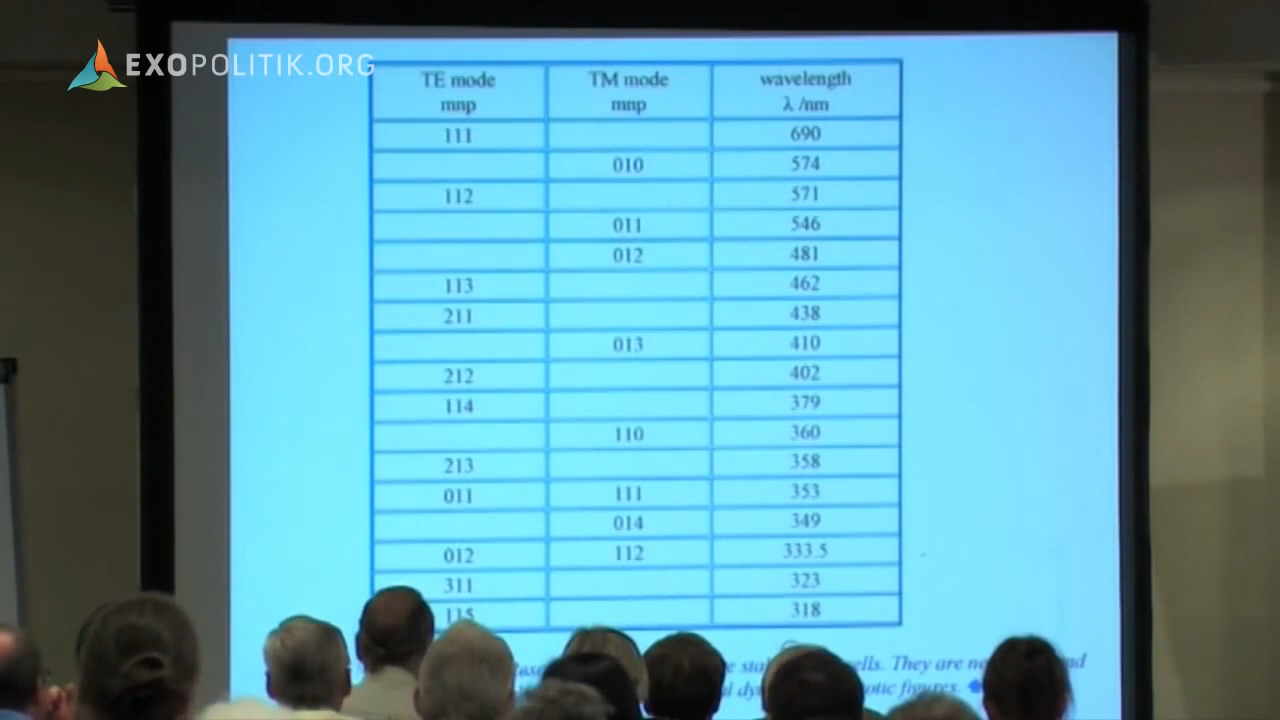 EXOPOLITIK.ORG
TE mode mnp TM mode mnp wavelength λ /nm
111 690
010 574
112 571
011 546
012 481
113 462
211 438
013 410
212 402
114 379
110 360
213 358
011 111 353
014 349
012 112 333.5
311 323
115 318
They are
figures.